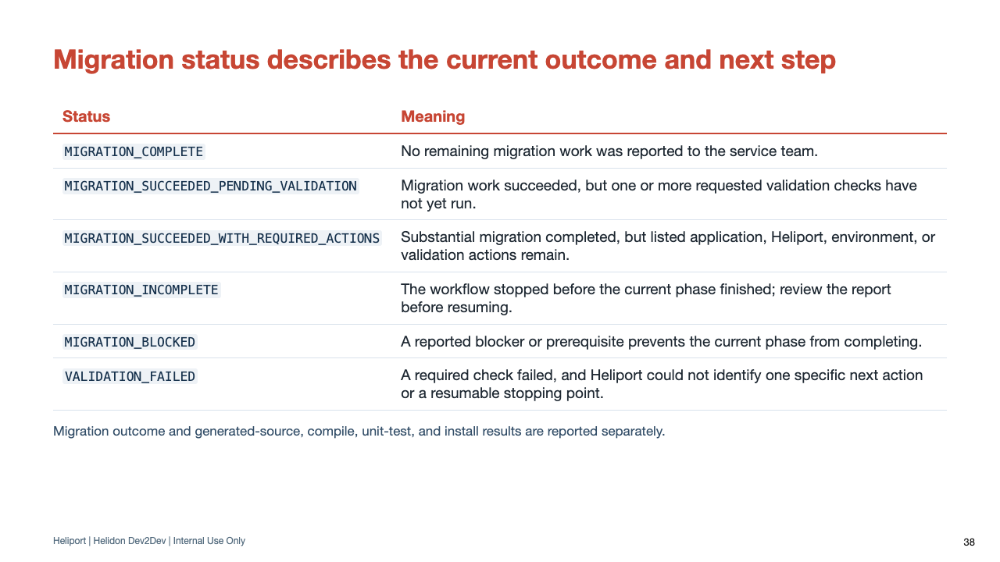 Migration status describes the current outcome and next step
Status Meaning
MIGRATION_COMPLETE No remaining migration work was reported to the service team.
MIGRATION_SUCCEEDED_PENDING_VALIDATION Migration work succeeded, but one or more requested validation checks have
not yet run.
MIGRATION_SUCCEEDED_WITH_REQUIRED_ACTIONS Substantial migration completed, but listed application, Heliport, environment, or
validation actions remain.
MIGRATION_INCOMPLETE The workflow stopped before the current phase finished; review the report
before resuming.
MIGRATION_BLOCKED A reported blocker or prerequisite prevents the current phase from completing.
VALIDATION_FAILED A required check failed, and Heliport could not identify one specific next action
or a resumable stopping point.
Migration outcome and generated-source, compile, unit-test, and install results are reported separately.
Heliport | Helidon Dev2Dev | Internal Use Only 38